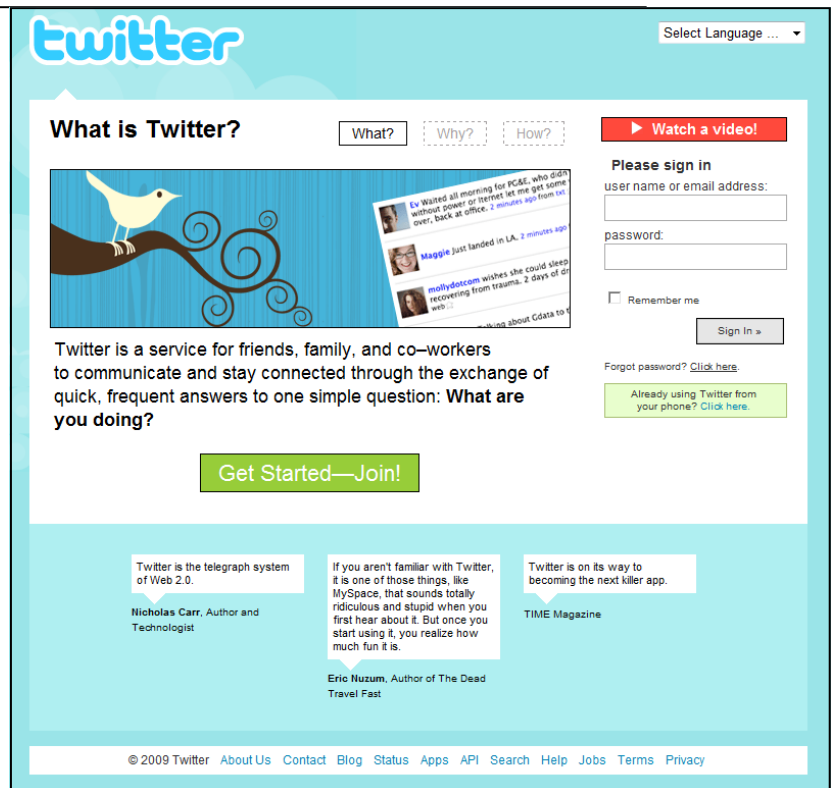 twitter
Select Language ...
What is Twitter?
What?
Why?
How?
Watch a video!
Please sign in
user name or email address:
password:
Remember me
Sign In »
Forgot password? Click here.
Already using Twitter from
your phone? Click here.
Ev Waited all morning for PG&E, who didn
without power or iternet let me get some
over, back at office. 2 minutes ago from txt
Maggie Just landed in LA. 2 minutes ago
mollydotcom wishes she could sleep
recovering from trauma. 2 days of dr
web
about Gdata to t
Twitter is a service for friends, family, and co–workers
to communicate and stay connected through the exchange of
quick, frequent answers to one simple question: What are
you doing?
Get Started—Join!
Twitter is the telegraph system
of Web 2.0.
Nicholas Carr, Author and
Technologist
If you aren't familiar with Twitter,
it is one of those things, like
MySpace, that sounds totally
ridiculous and stupid when you
first hear about it. But once you
start using it, you realize how
much fun it is.
Eric Nuzum, Author of The Dead
Travel Fast
Twitter is on its way to
becoming the next killer app.
TIME Magazine
© 2009 Twitter About Us Contact Blog Status Apps API Search Help Jobs Terms Privacy